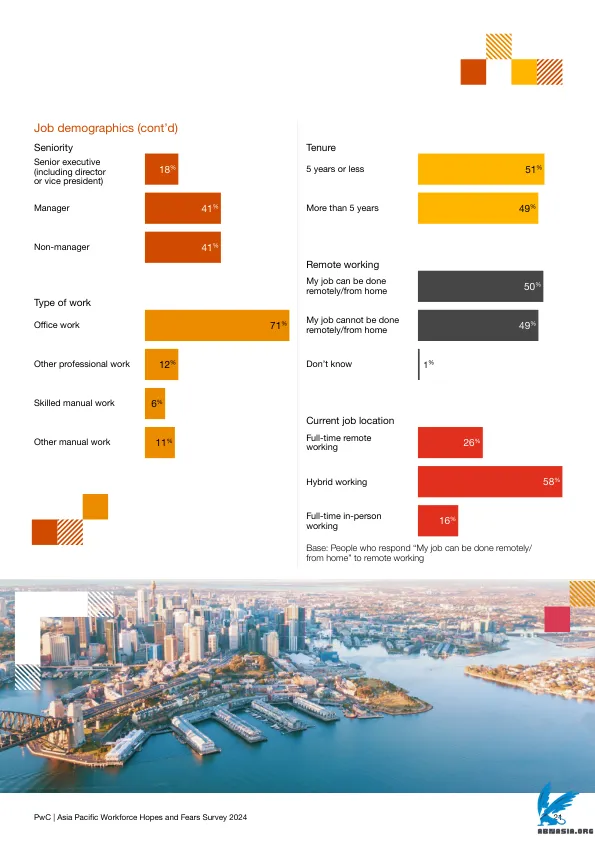 Job demographics (cont'd)
Seniority
Senior executive
(including director
or vice president)
18%
Manager
41%
Non-manager
41%
Type of work
Office work
71%
Other professional work
12%
Skilled manual work
6%
Other manual work
11%
Tenure
5 years or less
51%
More than 5 years
49%
Remote working
My job can be done
remotely/from home
50%
My job cannot be done
remotely/from home
49%
Don't know
1%
Current job location
Full-time remote
working
26%
Hybrid working
58%
Full-time in-person
working
16%
Base: People who respond “My job can be done remotely/
from home” to remote working
PwC | Asia Pacific Workforce Hopes and Fears Survey 2024
ABNASIA.ORG